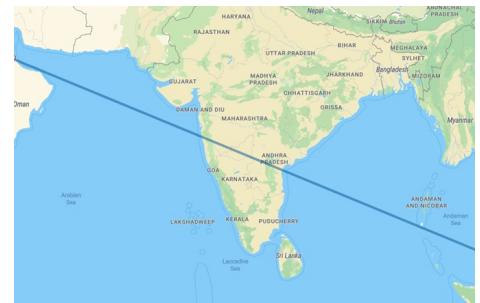 Nepal
ARUNACHAL
PRADESH
SIKKIM Bhutan
HARYANA
RAJASTHAN
UTTAR PRADESH
BIHAR
MEGHALAYA
SYLHET
Bangladesh
MIZORAM
GUJARAT
MADHYA
PRADESH
JHARKHAND
CHHATTISGARH
Oman
DAMAN AND DIU
ORISSA
MAHARASHTRA
Myanmar
ANDHRA
PRADESH
GOA
KARNATAKA
Arabian
Sea
ANDAMAN
AND NICOBAR
LAKSHADWEEP
KERALA
PUDUCHERRY
Andaman
Sea
Sri Lanka
Laccadive
Sea